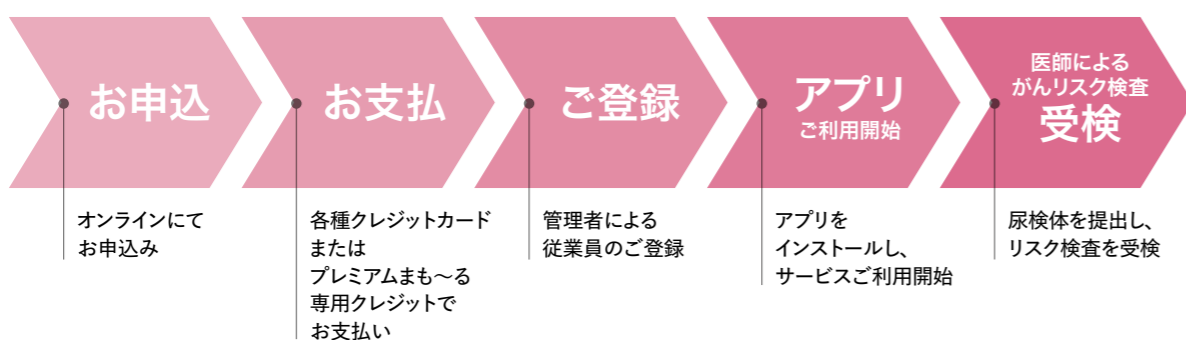 お申込
オンラインにて
お申込み
お支払
各種クレジットカード
または
プレミアムまも〜る
専用クレジットで
お支払い
ご登録
管理者による
従業員のご登録
アプリ
ご利用開始
アプリを
インストールし、
サービスご利用開始
医師による
がんリスク検査
受検
尿検体を提出し、
リスク検査を受検